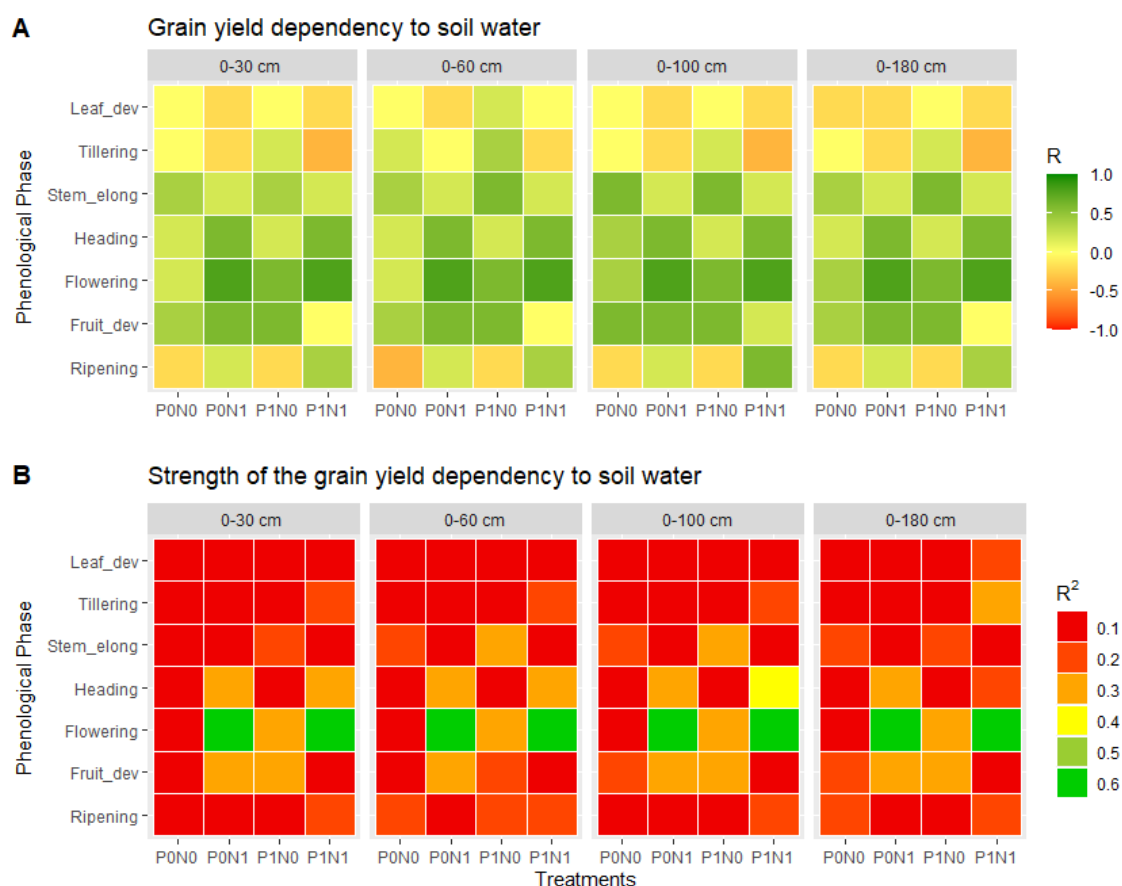 A Grain yield dependency to soil water
0-30 cm 0-60 cm 0-100 cm 0-180 cm
Phenological Phase
Leaf_dev
Tillering
Stem_elong
Heading
Flowering
Fruit_dev
Ripening
P0N0 P0N1 P1N0 P1N1 P0N0 P0N1 P1N0 P1N1 P0N0 P0N1 P1N0 P1N1 P0N0 P0N1 P1N0 P1N1
R
1.0
0.5
0.0
-0.5
-1.0
B Strength of the grain yield dependency to soil water
0-30 cm 0-60 cm 0-100 cm 0-180 cm
Phenological Phase
Leaf_dev
Tillering
Stem_elong
Heading
Flowering
Fruit_dev
Ripening
P0N0 P0N1 P1N0 P1N1 P0N0 P0N1 P1N0 P1N1 P0N0 P0N1 P1N0 P1N1 P0N0 P0N1 P1N0 P1N1
Treatments
R²
0.1
0.2
0.3
0.4
0.5
0.6